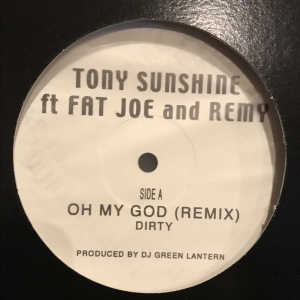 TONY SUNSHINE
ft FAT JOE and REMY
SIDE A
OH MY GOD (REMIX)
DIRTY
PRODUCED BY DJ GREEN LANTERN